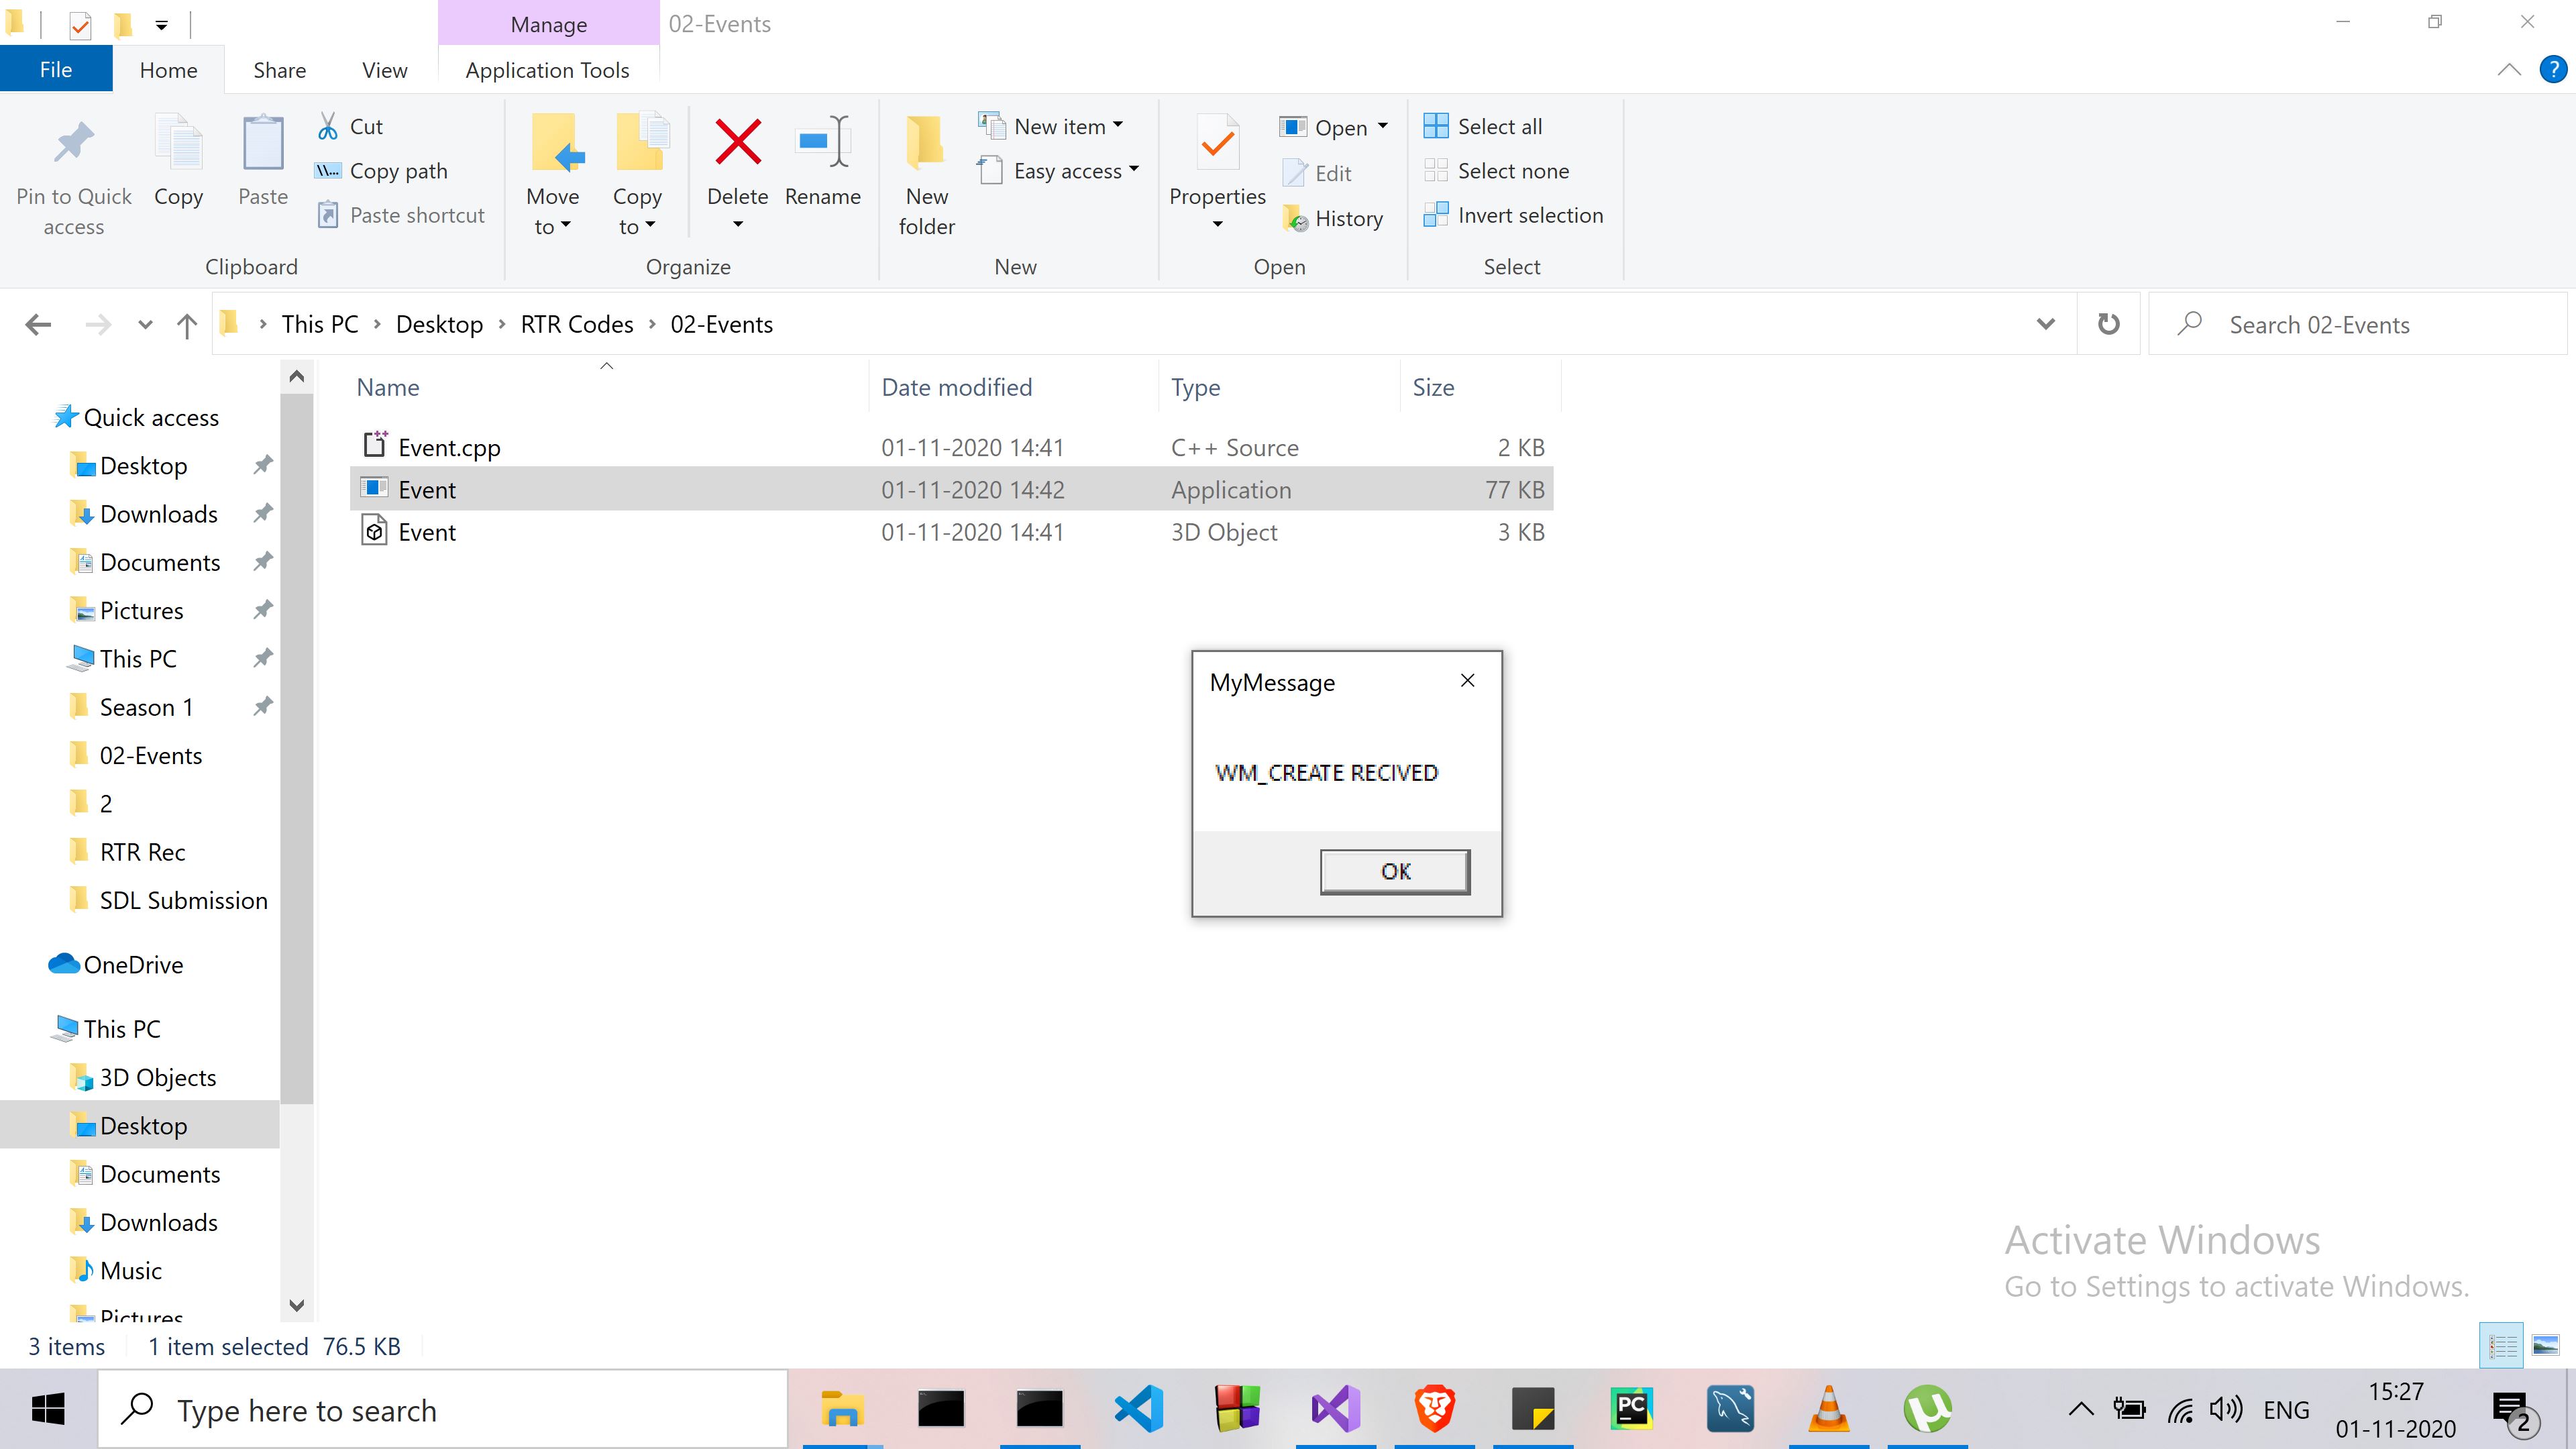 Manage 02-Events
File Home Share View Application Tools
Pin to Quick access Copy Paste Cut
Copy path
Paste shortcut
Clipboard
Move to Copy to Delete Rename
Organize
New folder New item
Easy access
New
Properties Open
Edit
History
Open
Select all
Select none
Invert selection
Select
This PC Desktop RTR Codes 02-Events
Search 02-Events
Name Date modified Type Size
Event.cpp 01-11-2020 14:41 C++ Source 2 KB
Event 01-11-2020 14:42 Application 77 KB
Event 01-11-2020 14:41 3D Object 3 KB
Quick access
Desktop
Downloads
Documents
Pictures
This PC
Season 1
02-Events
2
RTR Rec
SDL Submission
OneDrive
This PC
3D Objects
Desktop
Documents
Downloads
Music
Pictures
MyMessage
WM_CREATE RECIVED
OK
Activate Windows
Go to Settings to activate Windows.
3 items 1 item selected 76.5 KB
Type here to search
PC
ENG
15:27
01-11-2020
2